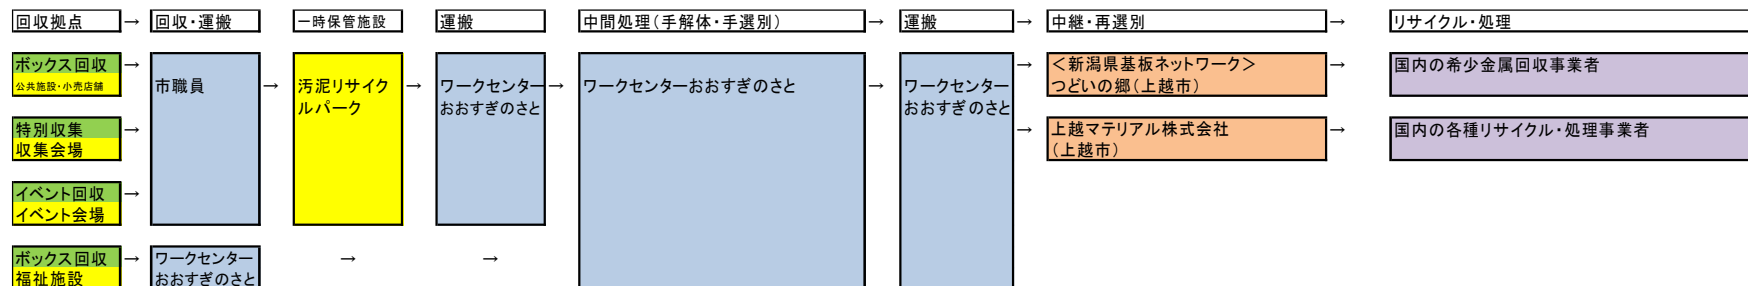 回収拠点 → 回収・運搬 一時保管施設 運搬 中間処理(手解体・手選別) → 運搬 → 中継・再選別 → リサイクル・処理
ボックス回収 →
公共施設・小売店舗
市職員 →
汚泥リサイク
ルパーク
→
ワークセンター
おおすぎのさと
→
ワークセンターおおすぎのさと
→
ワークセンター
おおすぎのさと
→
<新潟県基板ネットワーク>
つどいの郷(上越市)
→
国内の希少金属回収事業者
特別収集 →
収集会場
→
上越マテリアル株式会社
(上越市)
→
国内の各種リサイクル・処理事業者
イベント回収 →
イベント会場
ボックス回収 →
福祉施設
ワークセンター
おおすぎのさと
→ →